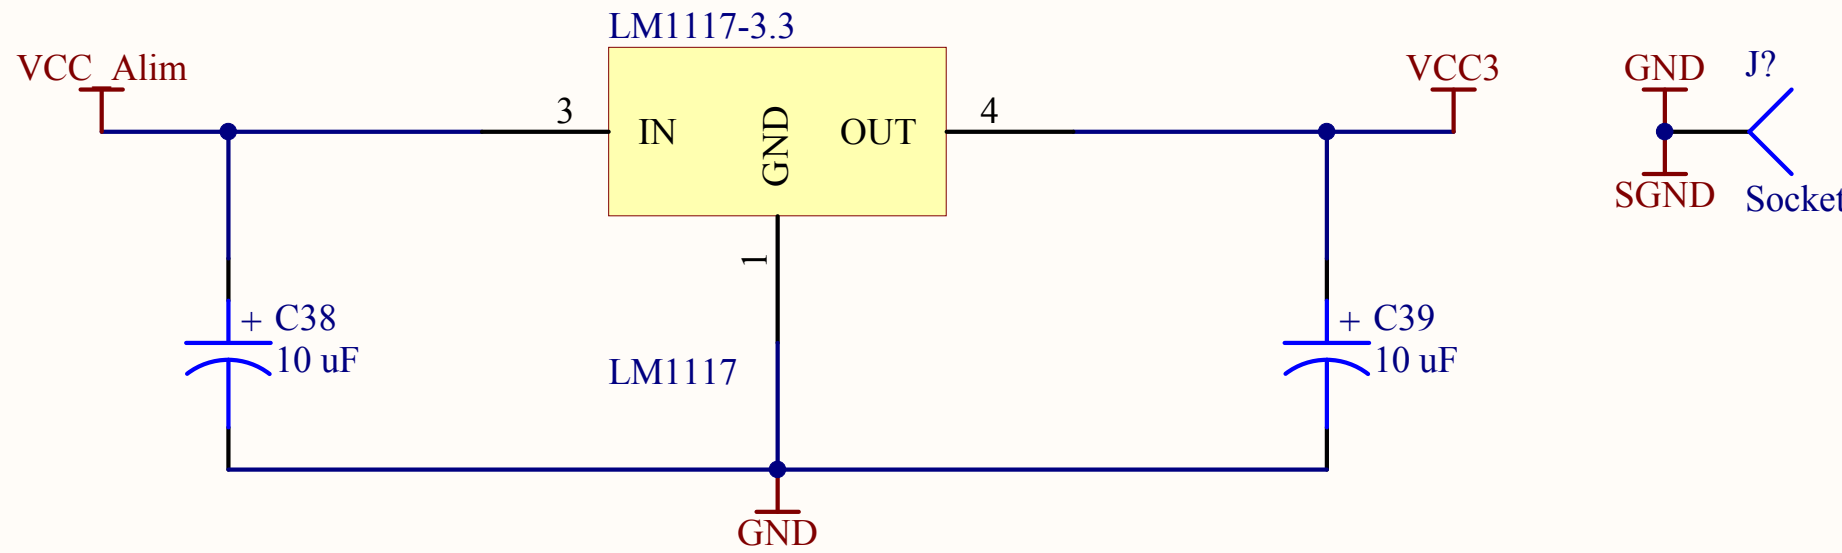 LM1117-3.3
VCC_Alim
3
IN
GND
OUT
4
VCC3
GND
J?
SGND
Socket
1
+ C38
10 uF
LM1117
+ C39
10 uF
GND